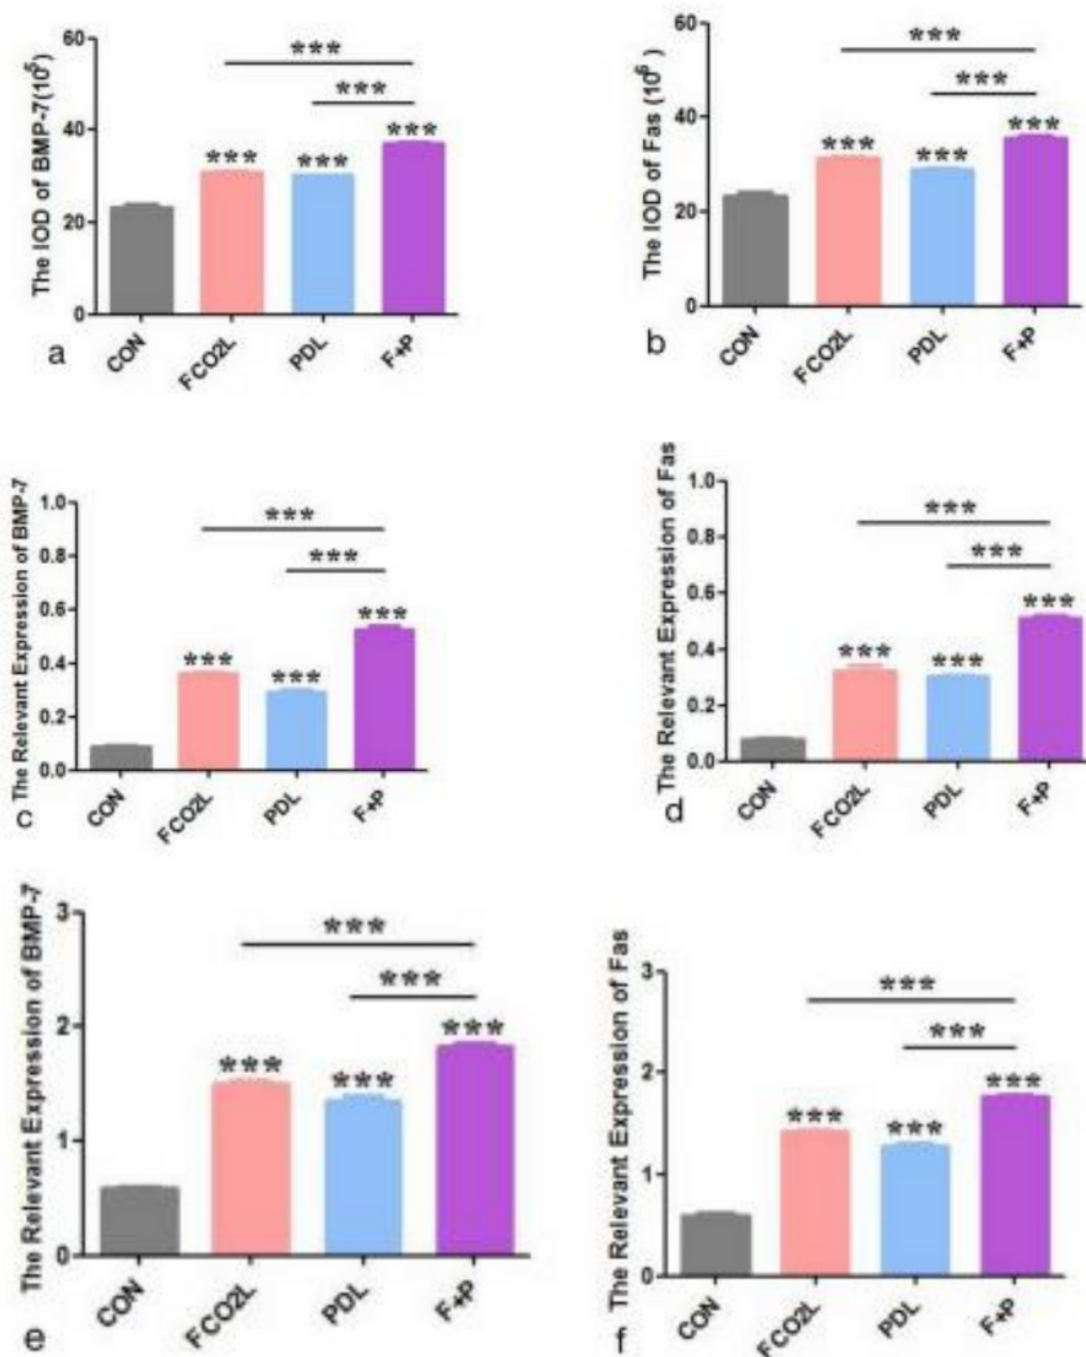 The IOD of BMP-7(10⁵)
60
40
20
0
***
***
***
***
***
CON
FCO2L
PDL
F+P
a
The IOD of Fas (10⁶)
60
40
20
0
***
***
***
***
***
CON
FCO2L
PDL
F+P
b
The Relevant Expression of BMP-7
1.0
0.8
0.6
0.4
0.2
0.0
***
***
***
***
***
CON
FCO2L
PDL
F+P
c
The Relevant Expression of Fas
1.0
0.8
0.6
0.4
0.2
0.0
***
***
***
***
***
CON
FCO2L
PDL
F+P
d
The Relevant Expression of BMP-7
3
2
1
0
***
***
***
***
***
CON
FCO2L
PDL
F+P
e
The Relevant Expression of Fas
3
2
1
0
***
***
***
***
***
CON
FCO2L
PDL
F+P
f